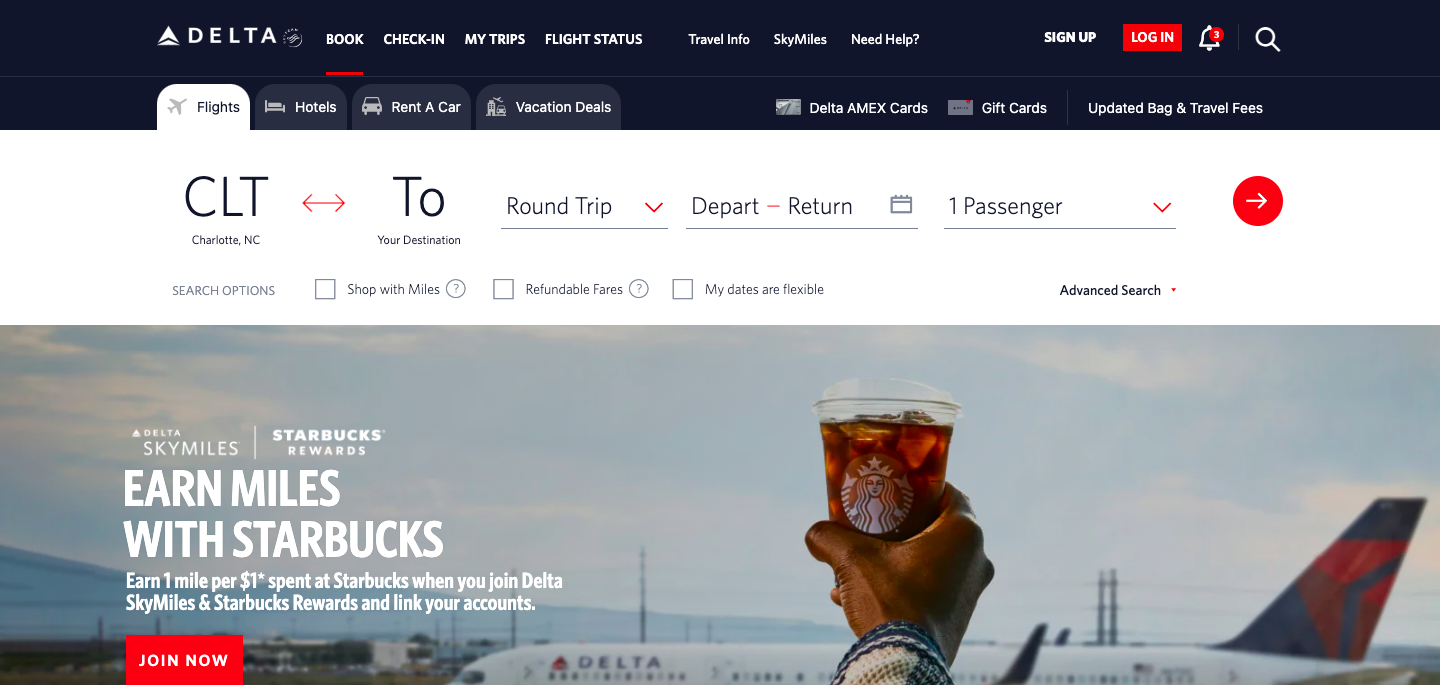 DELTA
BOOK
CHECK-IN
MY TRIPS
FLIGHT STATUS
Travel Info
SkyMiles
Need Help?
SIGN UP
LOG IN
3
Flights
Hotels
Rent A Car
Vacation Deals
Delta AMEX Cards
Gift Cards
Updated Bag & Travel Fees
CLT
Charlotte, NC
To
Your Destination
Round Trip
Depart — Return
1 Passenger
SEARCH OPTIONS
Shop with Miles ?
Refundable Fares ?
My dates are flexible
Advanced Search
DELTA
SKYMILES
STARBUCKS®
REWARDS
EARN MILES
WITH STARBUCKS
Earn 1 mile per $1* spent at Starbucks when you join Delta
SkyMiles & Starbucks Rewards and link your accounts.
JOIN NOW
DELTA